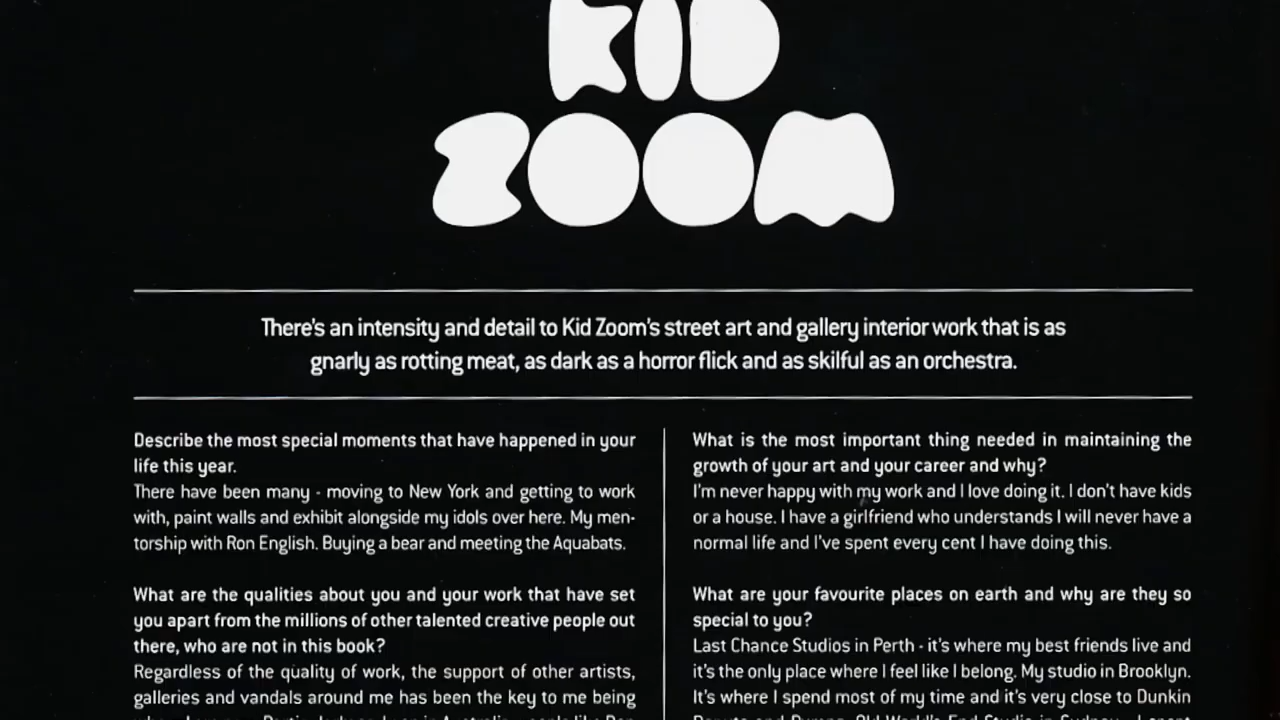 KID
ZOOM
There's an intensity and detail to Kid Zoom's street art and gallery interior work that is as
gnarly as rotting meat, as dark as a horror flick and as skilful as an orchestra.
Describe the most special moments that have happened in your
life this year.
There have been many - moving to New York and getting to work
with, paint walls and exhibit alongside my idols over here. My men-
torship with Ron English. Buying a bear and meeting the Aquabats.
What are the qualities about you and your work that have set
you apart from the millions of other talented creative people out
there, who are not in this book?
Regardless of the quality of work, the support of other artists,
galleries and vandals around me has been the key to me being
What is the most important thing needed in maintaining the
growth of your art and your career and why?
I'm never happy with my work and I love doing it. I don't have kids
or a house. I have a girlfriend who understands I will never have a
normal life and I've spent every cent I have doing this.
What are your favourite places on earth and why are they so
special to you?
Last Chance Studios in Perth - it's where my best friends live and
it's the only place where I feel like I belong. My studio in Brooklyn.
It's where I spend most of my time and it's very close to Dunkin